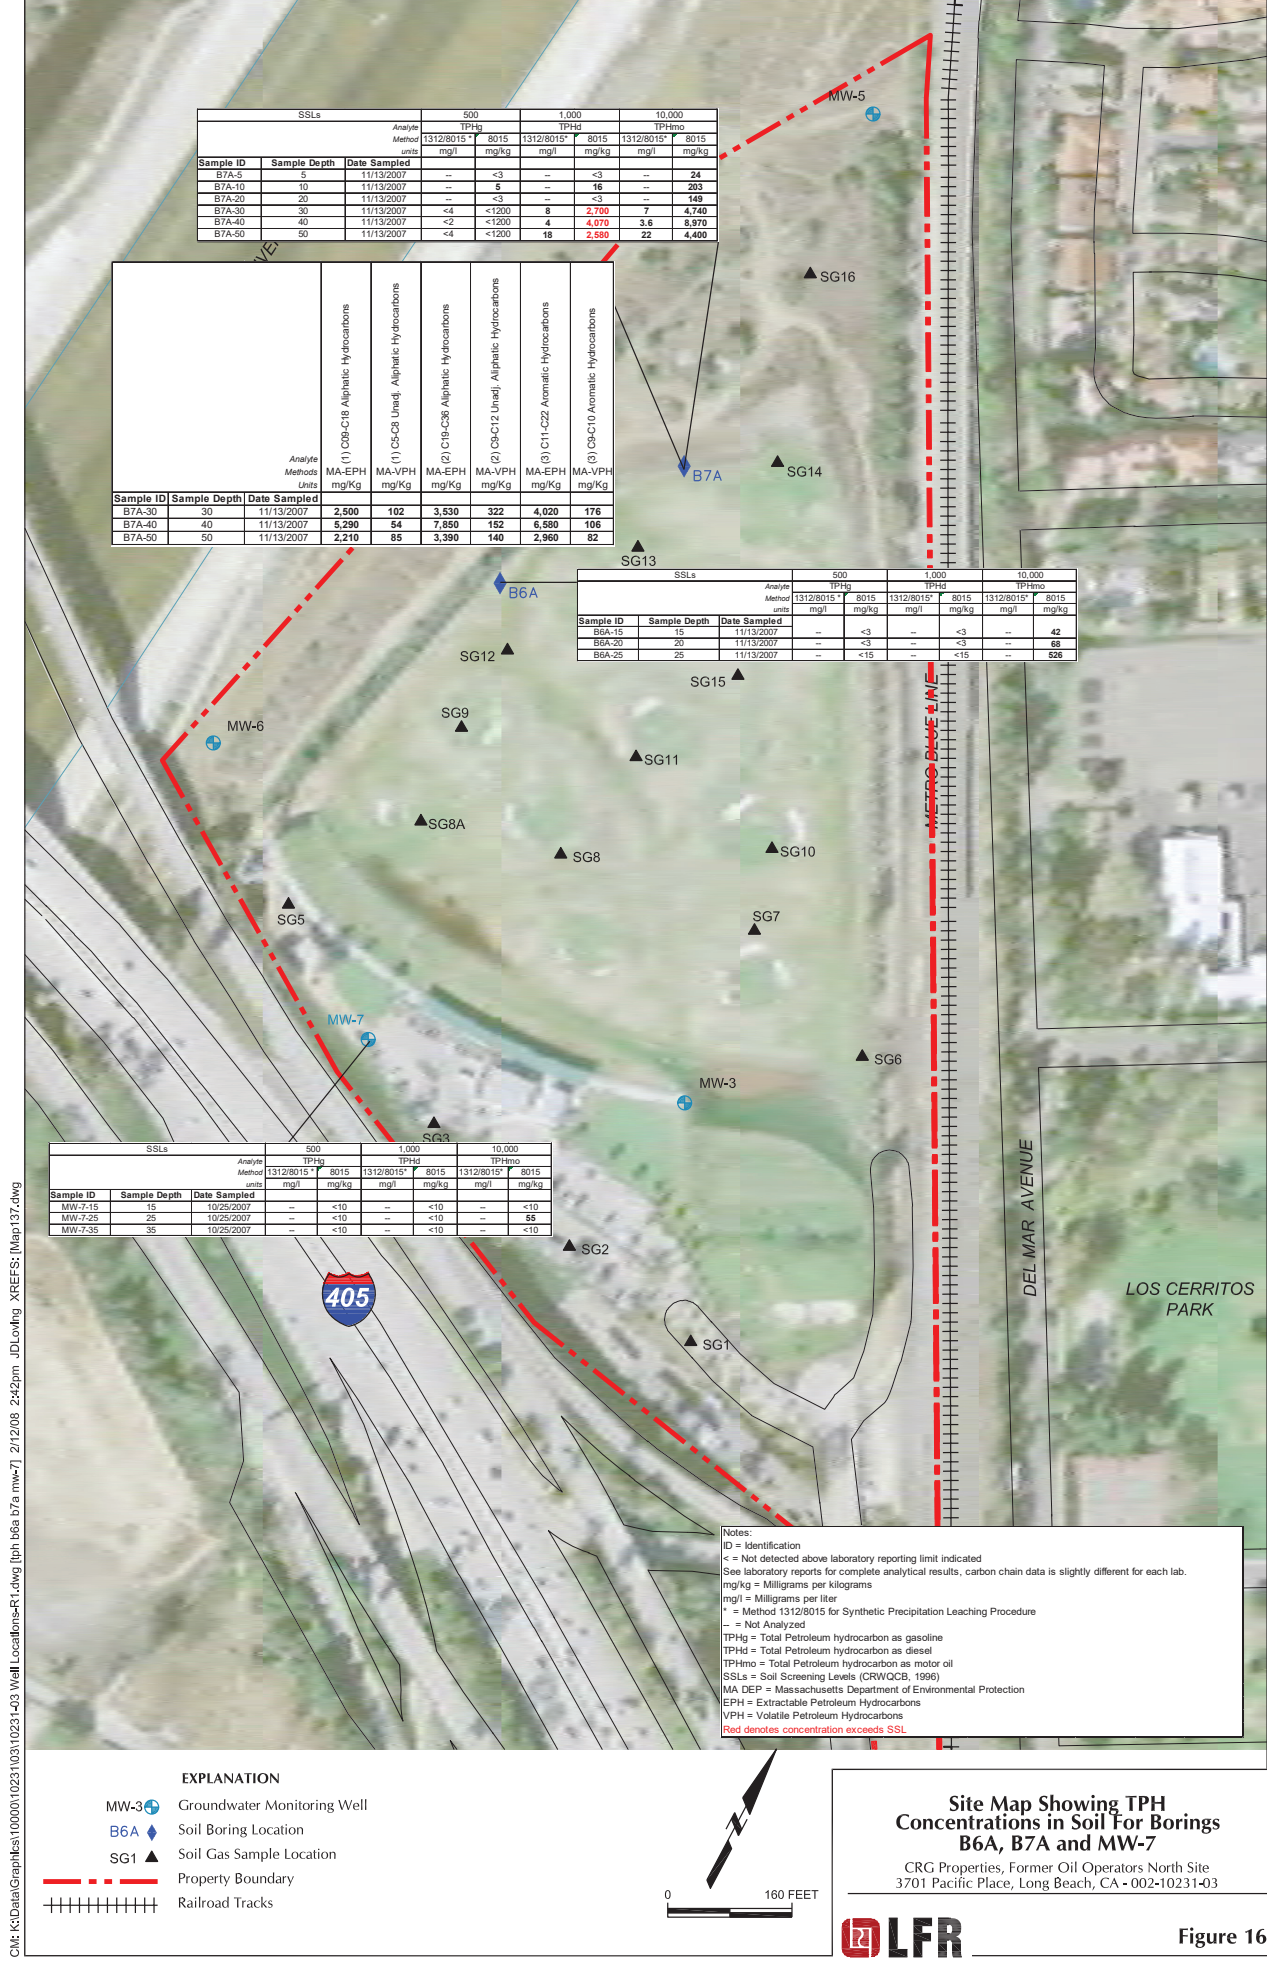 MW-5
SSLs 500 1,000 10,000
Analyte TPHg TPHd TPHmo
Method 1312/8015 * 8015 1312/8015* 8015 1312/8015* 8015
units mg/l mg/kg mg/l mg/kg mg/l mg/kg
Sample ID Sample Depth Date Sampled
B7A-5 5 11/13/2007 -- <3 -- <3 -- 24
B7A-10 10 11/13/2007 -- 5 -- 16 -- 203
B7A-20 20 11/13/2007 -- <3 -- <3 -- 149
B7A-30 30 11/13/2007 <4 <1200 8 2,700 7 4,740
B7A-40 40 11/13/2007 <2 <1200 4 4,070 3.6 8,970
B7A-50 50 11/13/2007 <4 <1200 18 2,580 22 4,400
SG16
(1) C09-C18 Aliphatic Hydrocarbons
(1) C5-C8 Unadj. Aliphatic Hydrocarbons
(2) C19-C36 Aliphatic Hydrocarbons
(2) C9-C12 Unadj. Aliphatic Hydrocarbons
(3) C11-C22 Aromatic Hydrocarbons
(3) C9-C10 Aromatic Hydrocarbons
Analyte
Methods MA-EPH MA-VPH MA-EPH MA-VPH MA-EPH MA-VPH
Units mg/Kg mg/Kg mg/Kg mg/Kg mg/Kg mg/Kg
Sample ID Sample Depth Date Sampled
B7A-30 30 11/13/2007 2,500 102 3,530 322 4,020 176
B7A-40 40 11/13/2007 5,290 54 7,850 152 6,580 106
B7A-50 50 11/13/2007 2,210 85 3,390 140 2,960 82
B7A
SG14
SG13
B6A
SSLs 500 1,000 10,000
Analyte TPHg TPHd TPHmo
Method 1312/8015 * 8015 1312/8015* 8015 1312/8015* 8015
units mg/l mg/kg mg/l mg/kg mg/l mg/kg
Sample ID Sample Depth Date Sampled
B6A-15 15 11/13/2007 -- <3 -- <3 -- 42
B6A-20 20 11/13/2007 -- <3 -- <3 -- 68
B6A-25 25 11/13/2007 -- <15 -- <15 -- 526
SG12
SG15
MW-6
SG9
SG11
METRO BLUE LINE
SG8A
SG8
SG10
SG5
SG7
MW-7
SG6
MW-3
SG3
SSLs 500 1,000 10,000
Analyte TPHg TPHd TPHmo
Method 1312/8015 * 8015 1312/8015* 8015 1312/8015* 8015
units mg/l mg/kg mg/l mg/kg mg/l mg/kg
Sample ID Sample Depth Date Sampled
MW-7-15 15 10/25/2007 -- <10 -- <10 -- <10
MW-7-25 25 10/25/2007 -- <10 -- <10 -- 55
MW-7-35 35 10/25/2007 -- <10 -- <10 -- <10
SG2
405
DEL MAR AVENUE
LOS CERRITOS
PARK
SG1
Notes:
ID = Identification
< = Not detected above laboratory reporting limit indicated
See laboratory reports for complete analytical results, carbon chain data is slightly different for each lab.
mg/kg = Milligrams per kilograms
mg/l = Milligrams per liter
* = Method 1312/8015 for Synthetic Precipitation Leaching Procedure
-- = Not Analyzed
TPHg = Total Petroleum hydrocarbon as gasoline
TPHd = Total Petroleum hydrocarbon as diesel
TPHmo = Total Petroleum hydrocarbon as motor oil
SSLs = Soil Screening Levels (CRWQCB, 1996)
MA DEP = Massachusetts Department of Environmental Protection
EPH = Extractable Petroleum Hydrocarbons
VPH = Volatile Petroleum Hydrocarbons
Red denotes concentration exceeds SSL
CM: K:\Data\Graphics\10000\10231\03\10231-03 Well Locations-R1.dwg [tph b6a b7a mw-7] 2/12/08 2:42pm JDLoving XREFS: [Map137.dwg
EXPLANATION
MW-3 Groundwater Monitoring Well
B6A Soil Boring Location
SG1 Soil Gas Sample Location
Property Boundary
Railroad Tracks
0 160 FEET
Site Map Showing TPH
Concentrations in Soil For Borings
B6A, B7A and MW-7
CRG Properties, Former Oil Operators North Site
3701 Pacific Place, Long Beach, CA - 002-10231-03
LFR
Figure 16